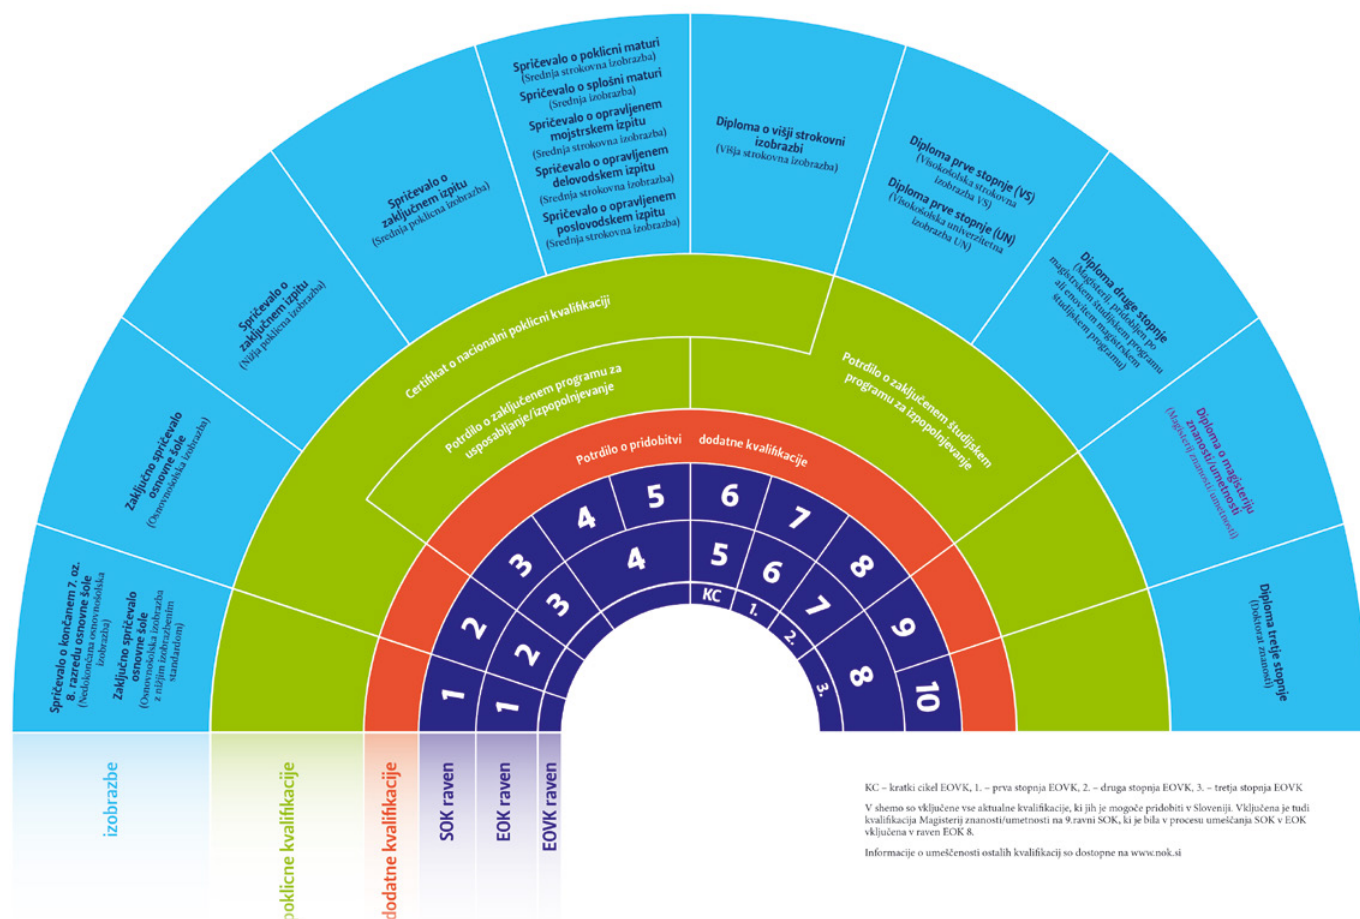 Spričevalo o končanem 7. oz.
8. razredu osnovne šole
(Nedokončana osnovnošolska
izobrazba)
Zaključno spričevalo
osnovne šole
(Osnovnošolska izobrazba
z nižjim izobrazbenim
standardom)
Zaključno spričevalo
osnovne šole
(Osnovnošolska izobrazba)
Spričevalo o
zaključnem izpitu
(Nižja poklicna izobrazba)
Spričevalo o
zaključnem izpitu
(Srednja poklicna izobrazba)
Spričevalo o poklicni maturi
(Srednja strokovna izobrazba)
Spričevalo o splošni maturi
(Srednja izobrazba)
Spričevalo o opravljenem
mojstrskem izpitu
(Srednja strokovna izobrazba)
Spričevalo o opravljenem
delovodskem izpitu
(Srednja strokovna izobrazba)
Spričevalo o opravljenem
poslovodskem izpitu
(Srednja strokovna izobrazba)
Diploma o višji strokovni
izobrazbi
(Višja strokovna izobrazba)
Diploma prve stopnje (VS)
(Visokošolska strokovna
izobrazba VS)
Diploma prve stopnje (UN)
(Visokošolska univerzitetna
izobrazba UN)
Diploma druge stopnje
(Magisterij, pridobljen po
magistrskem študijskem programu
ali enovitem magistrskem
študijskem programu)
Diploma o magisteriju
znanosti/umetnosti
(Magisterij znanosti/umetnosti)
Diploma tretje stopnje
(Doktorat znanosti)
Certifikat o nacionalni poklicni kvalifikaciji
Potrdilo o zaključenem programu za
usposabljanje/izpopolnjevanje
Potrdilo o zaključenem študijskem
programu za izpopolnjevanje
Potrdilo o pridobitvi dodatne kvalifikacije
1
2
3
4
5
6
7
8
9
10
1
2
3
4
5
6
7
8
KC
1.
2.
3.
izobrazbe
poklicne kvalifikacije
dodatne kvalifikacije
SOK raven
EOK raven
EOVK raven
KC – kratki cikel EOVK, 1. – prva stopnja EOVK, 2. – druga stopnja EOVK, 3. – tretja stopnja EOVK
V shemo so vključene vse aktualne kvalifikacije, ki jih je mogoče pridobiti v Sloveniji. Vključena je tudi
kvalifikacija Magisterij znanosti/umetnosti na 9.ravni SOK, ki je bila v procesu umeščanja SOK v EOK
vključena v raven EOK 8.
Informacije o umeščenosti ostalih kvalifikacij so dostopne na www.nok.si